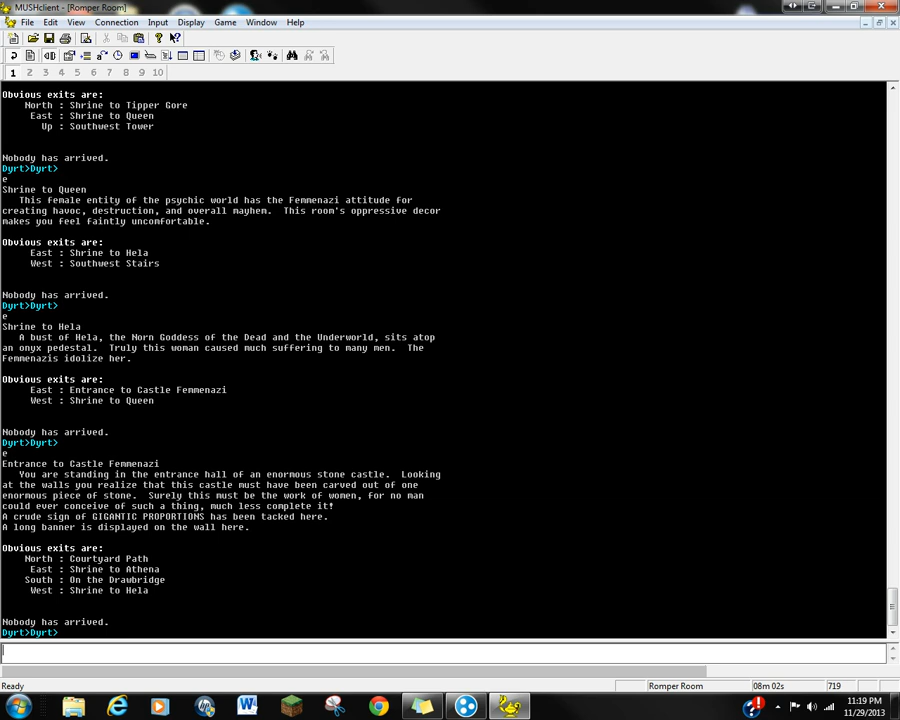 MUSHclient - [Romper Room]
File Edit View Connection Input Display Game Window Help
1 2 3 4 5 6 7 8 9 10
Obvious exits are:
North : Shrine to Tipper Gore
East : Shrine to Queen
Up : Southwest Tower
Nobody has arrived.
Dyrt>Dyrt>
e
Shrine to Queen
This female entity of the psychic world has the Femmenazi attitude for
creating havoc, destruction, and overall mayhem. This room's oppressive decor
makes you feel faintly uncomfortable.
Obvious exits are:
East : Shrine to Hela
West : Southwest Stairs
Nobody has arrived.
Dyrt>Dyrt>
e
Shrine to Hela
A bust of Hela, the Norn Goddess of the Dead and the Underworld, sits atop
an onyx pedestal. Truly this woman caused much suffering to many men. The
Femmenazis idolize her.
Obvious exits are:
East : Entrance to Castle Femmenazi
West : Shrine to Queen
Nobody has arrived.
Dyrt>Dyrt>
e
Entrance to Castle Femmenazi
You are standing in the entrance hall of an enormous stone castle. Looking
at the walls you realize that this castle must have been carved out of one
enormous piece of stone. Surely this must be the work of women, for no man
could ever conceive of such a thing, much less complete it!
A crude sign of GIGANTIC PROPORTIONS has been tacked here.
A long banner is displayed on the wall here.
Obvious exits are:
North : Courtyard Path
East : Shrine to Athena
South : On the Drawbridge
West : Shrine to Hela
Nobody has arrived.
Dyrt>Dyrt>
Ready Romper Room 08m 02s 719
11:19 PM
11/29/2013